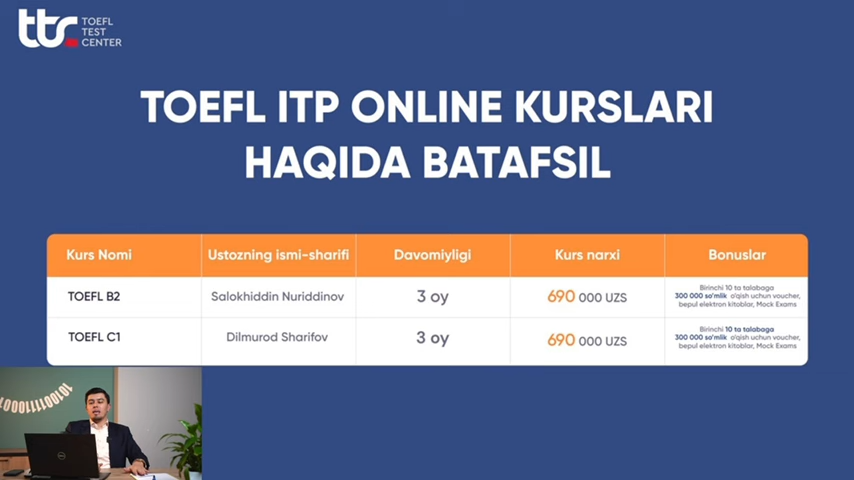 ttc
TOEFL
TEST
CENTER
TOEFL ITP ONLINE KURSLARI
HAQIDA BATAFSIL
Kurs Nomi
Ustozning ismi-sharifi
Davomiyligi
Kurs narxi
Bonuslar
TOEFL B2
Salokhiddin Nuriddinov
3 oy
690 000 UZS
Birinchi 10 ta talabaga
300 000 so'mlik o'qish uchun voucher,
bepul elektron kitoblar, Mock Exams
TOEFL C1
Dilmurod Sharifov
3 oy
690 000 UZS
Birinchi 10 ta talabaga
300 000 so'mlik o'qish uchun voucher,
bepul elektron kitoblar, Mock Exams